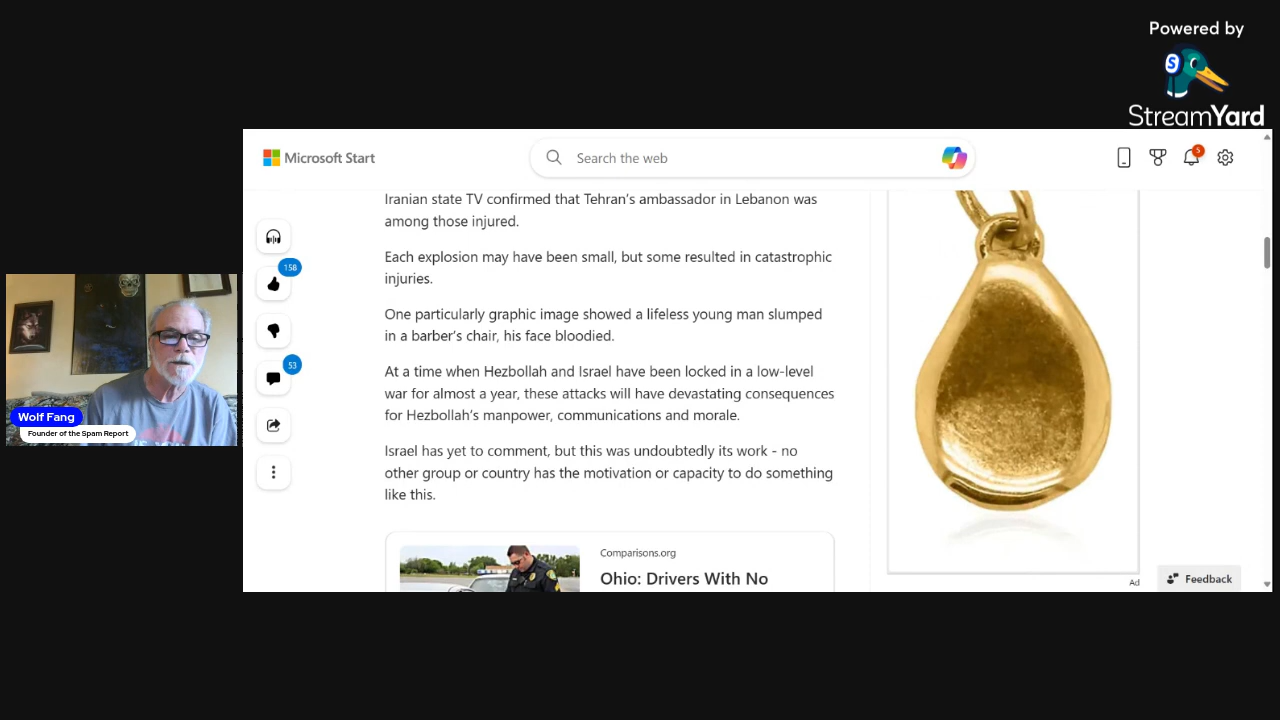 Powered by
StreamYard
Microsoft Start
Search the web
5
Iranian state TV confirmed that Tehran's ambassador in Lebanon was
among those injured.
158
Each explosion may have been small, but some resulted in catastrophic
injuries.
One particularly graphic image showed a lifeless young man slumped
in a barber's chair, his face bloodied.
53
At a time when Hezbollah and Israel have been locked in a low-level
war for almost a year, these attacks will have devastating consequences
for Hezbollah's manpower, communications and morale.
Israel has yet to comment, but this was undoubtedly its work - no
other group or country has the motivation or capacity to do something
like this.
Comparisons.org
Ohio: Drivers With No
Ad
Feedback
Wolf Fang
Founder of the Spam Report